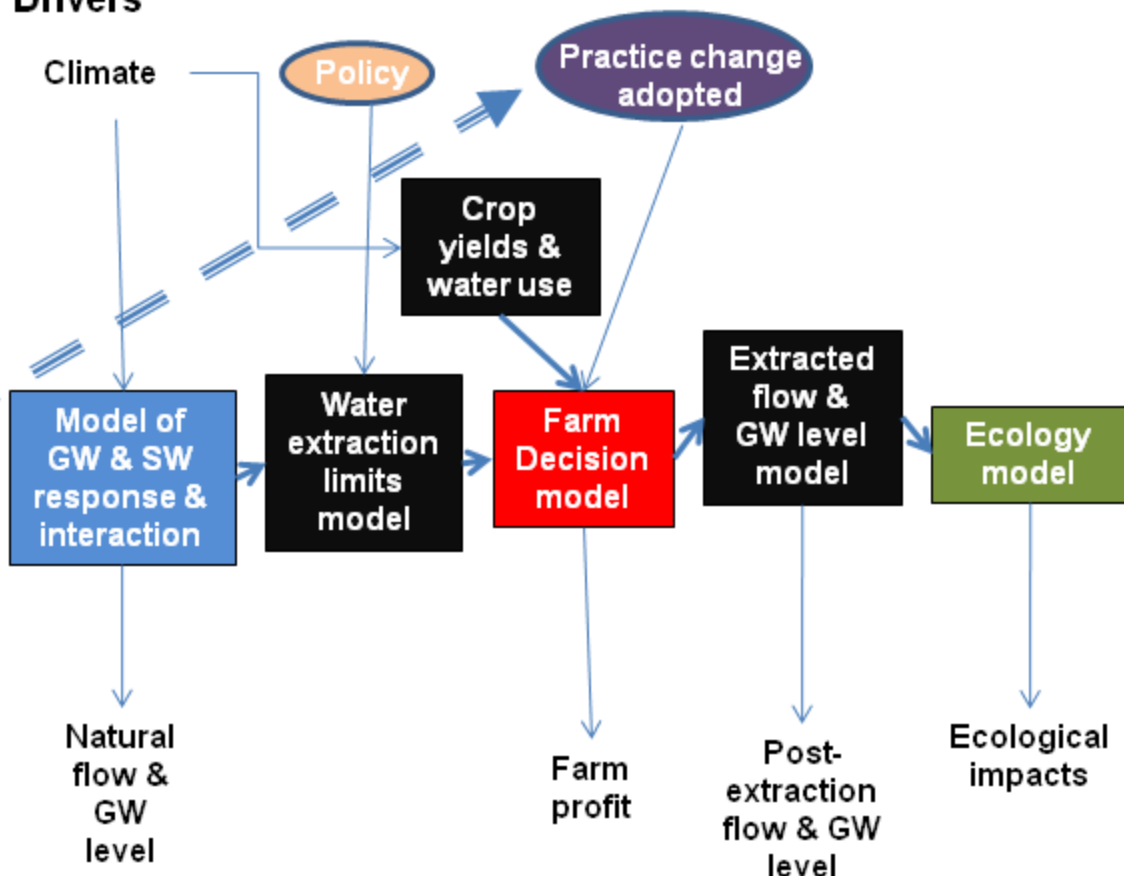 Drivers
Climate
Policy
Practice change
adopted
Crop
yields &
water use
Model of
GW & SW
response &
interaction
Water
extraction
limits
model
Farm
Decision
model
Extracted
flow &
GW level
model
Ecology
model
Natural
flow &
GW
level
Farm
profit
Post-
extraction
flow & GW
level
Ecological
impacts